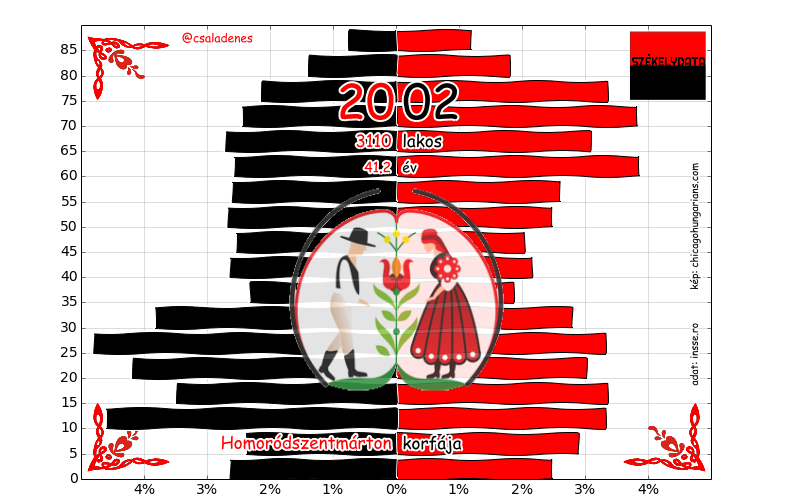 @csaladenes
SZÉKELYDATA
2002
3110 lakos
41,2 év
kép: chicagohungarians.com
adat: insse.ro
Homoródszentmárton korfája
85
80
75
70
65
60
55
50
45
40
35
30
25
20
15
10
5
0
4% 3% 2% 1% 0% 1% 2% 3% 4%